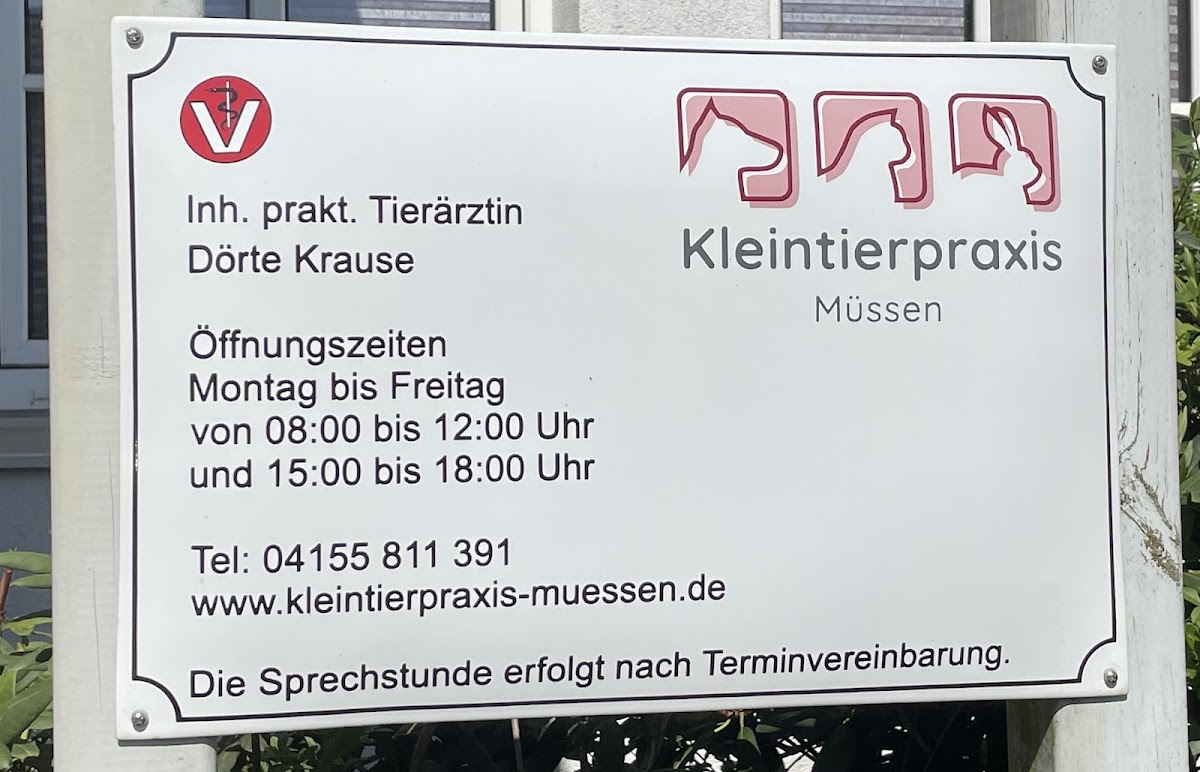 V
Inh. prakt. Tierärztin
Dörte Krause
Kleintierpraxis
Müssen
Öffnungszeiten
Montag bis Freitag
von 08:00 bis 12:00 Uhr
und 15:00 bis 18:00 Uhr
Tel: 04155 811 391
www.kleintierpraxis-muessen.de
Die Sprechstunde erfolgt nach Terminvereinbarung.